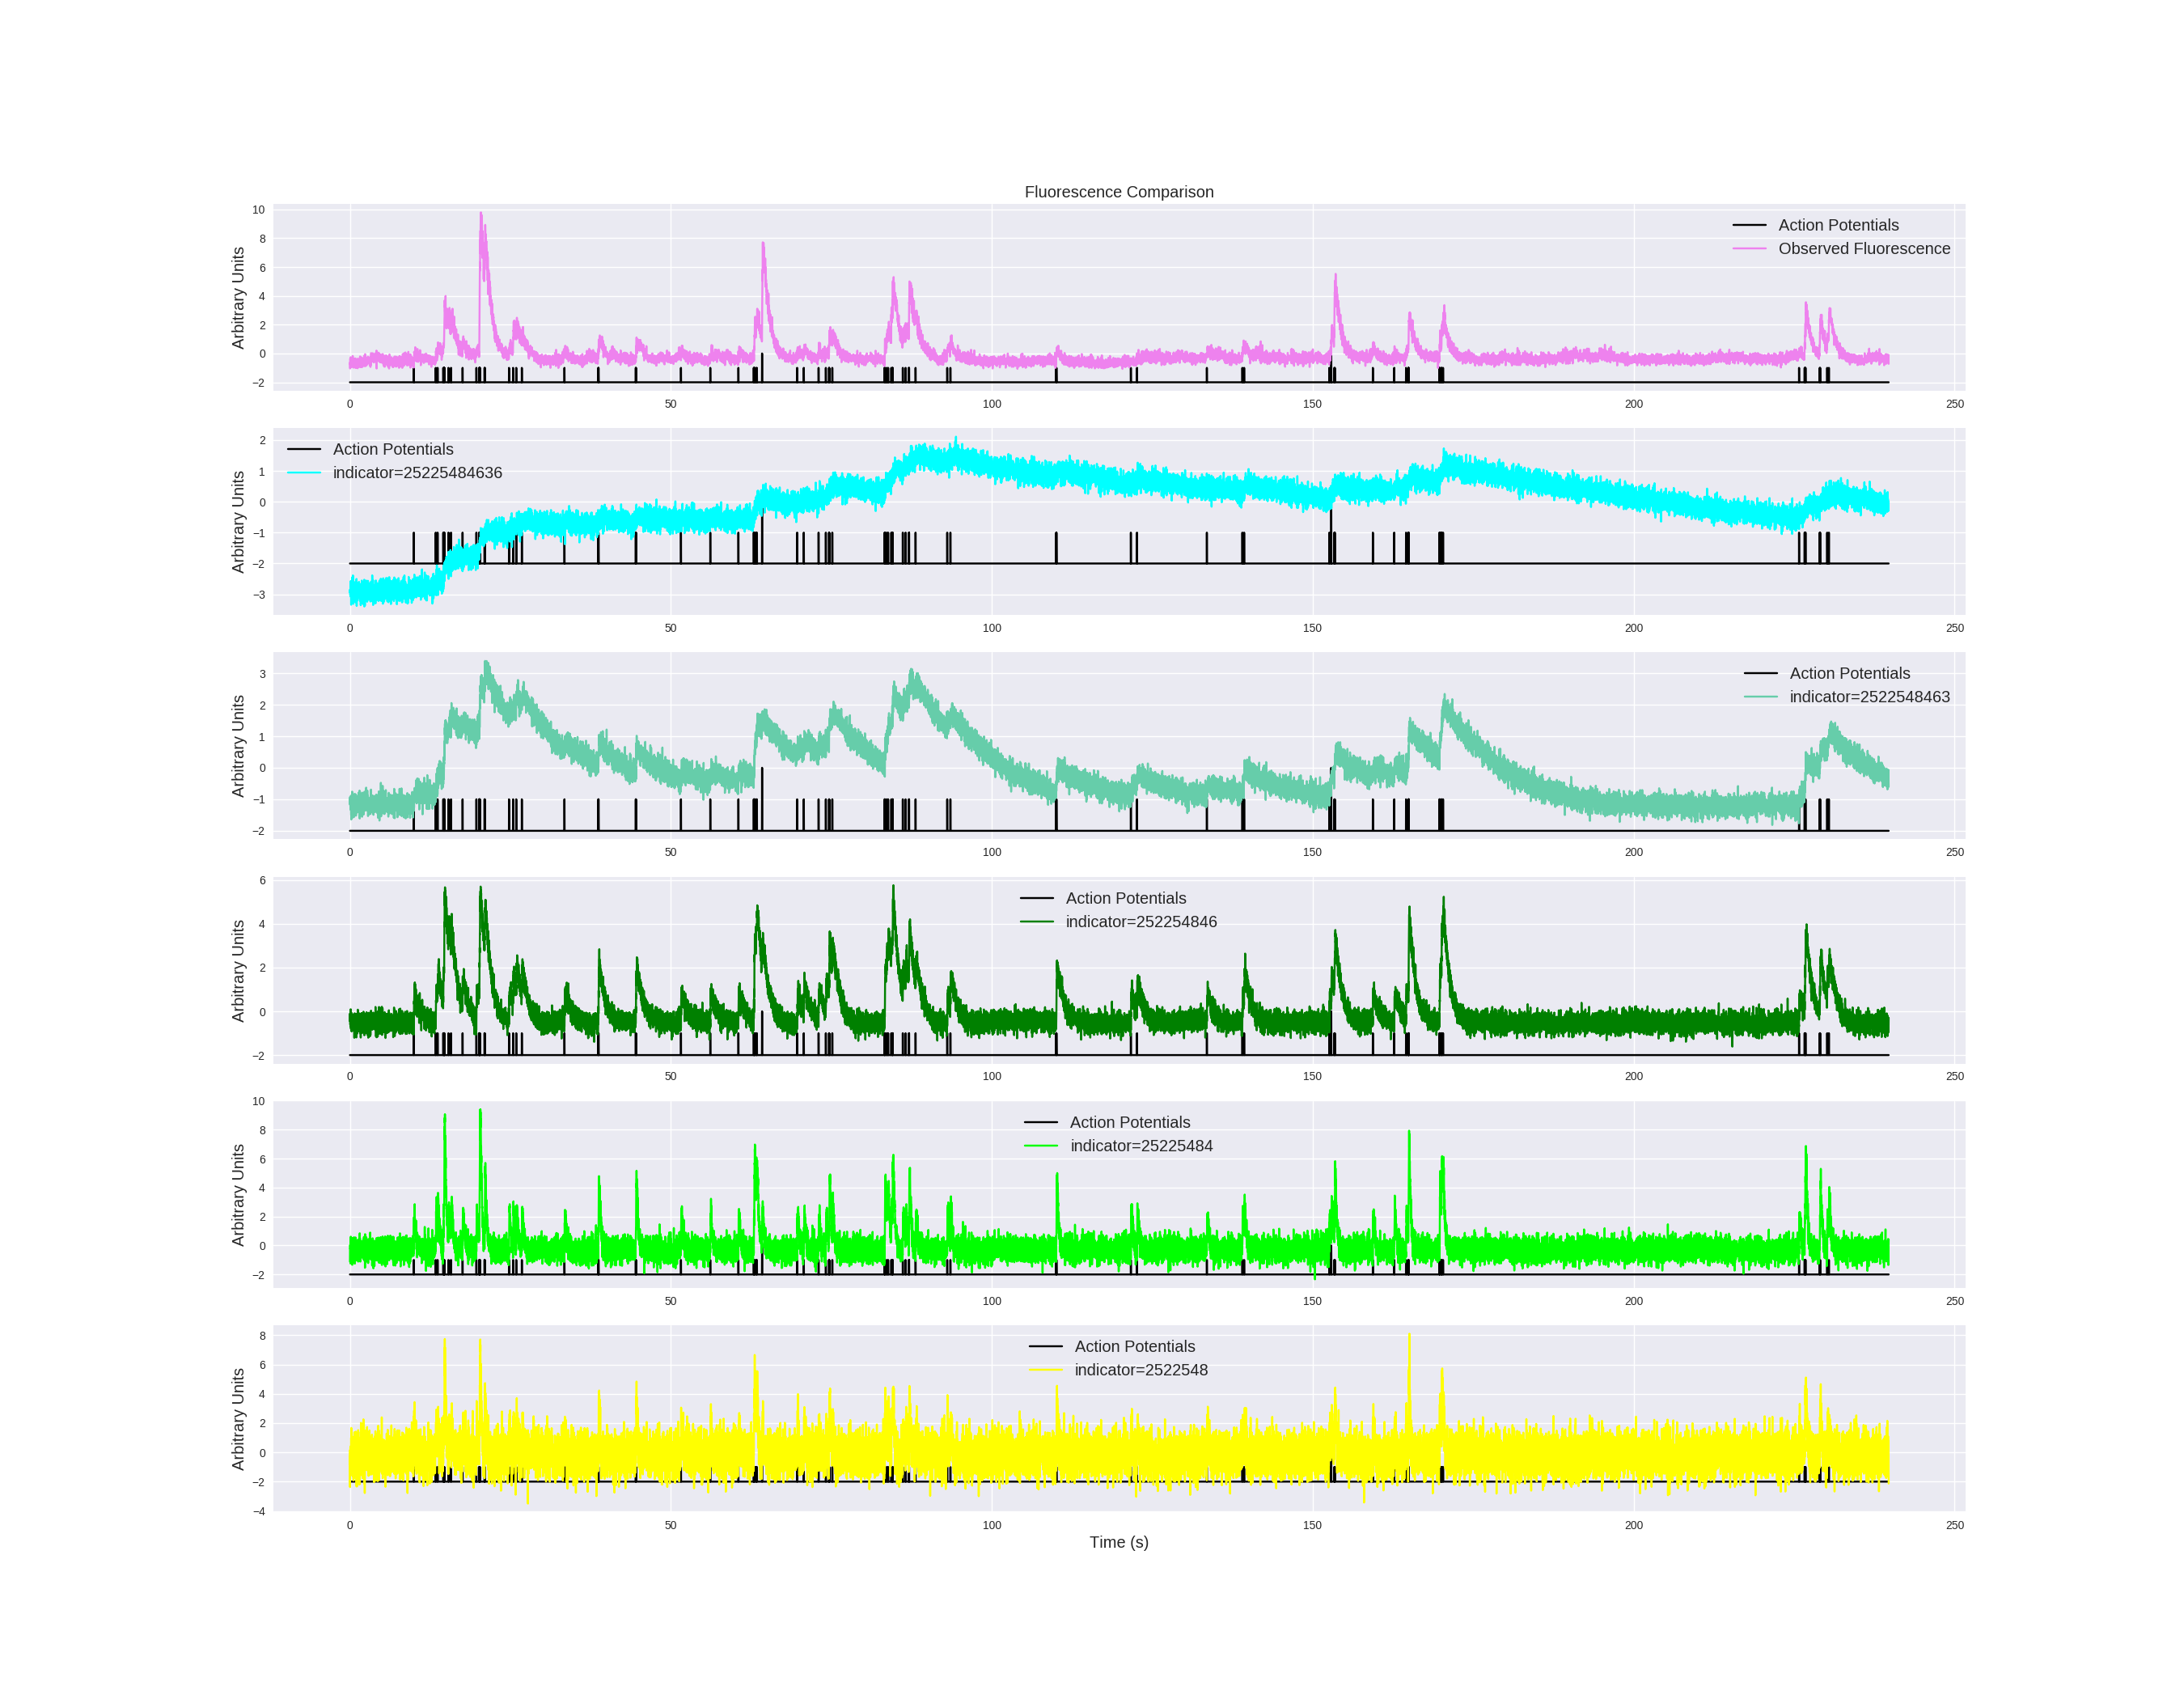 Fluorescence Comparison
10
8
6
4
2
0
−2
Arbitrary Units
Action Potentials
Observed Fluorescence
0 50 100 150 200 250
2
1
0
−1
−2
−3
Arbitrary Units
Action Potentials
indicator=25225484636
0 50 100 150 200 250
3
2
1
0
−1
−2
Arbitrary Units
Action Potentials
indicator=2522548463
0 50 100 150 200 250
6
4
2
0
−2
Arbitrary Units
Action Potentials
indicator=252254846
0 50 100 150 200 250
10
8
6
4
2
0
−2
Arbitrary Units
Action Potentials
indicator=25225484
0 50 100 150 200 250
8
6
4
2
0
−2
−4
Arbitrary Units
Action Potentials
indicator=2522548
0 50 100 150 200 250
Time (s)